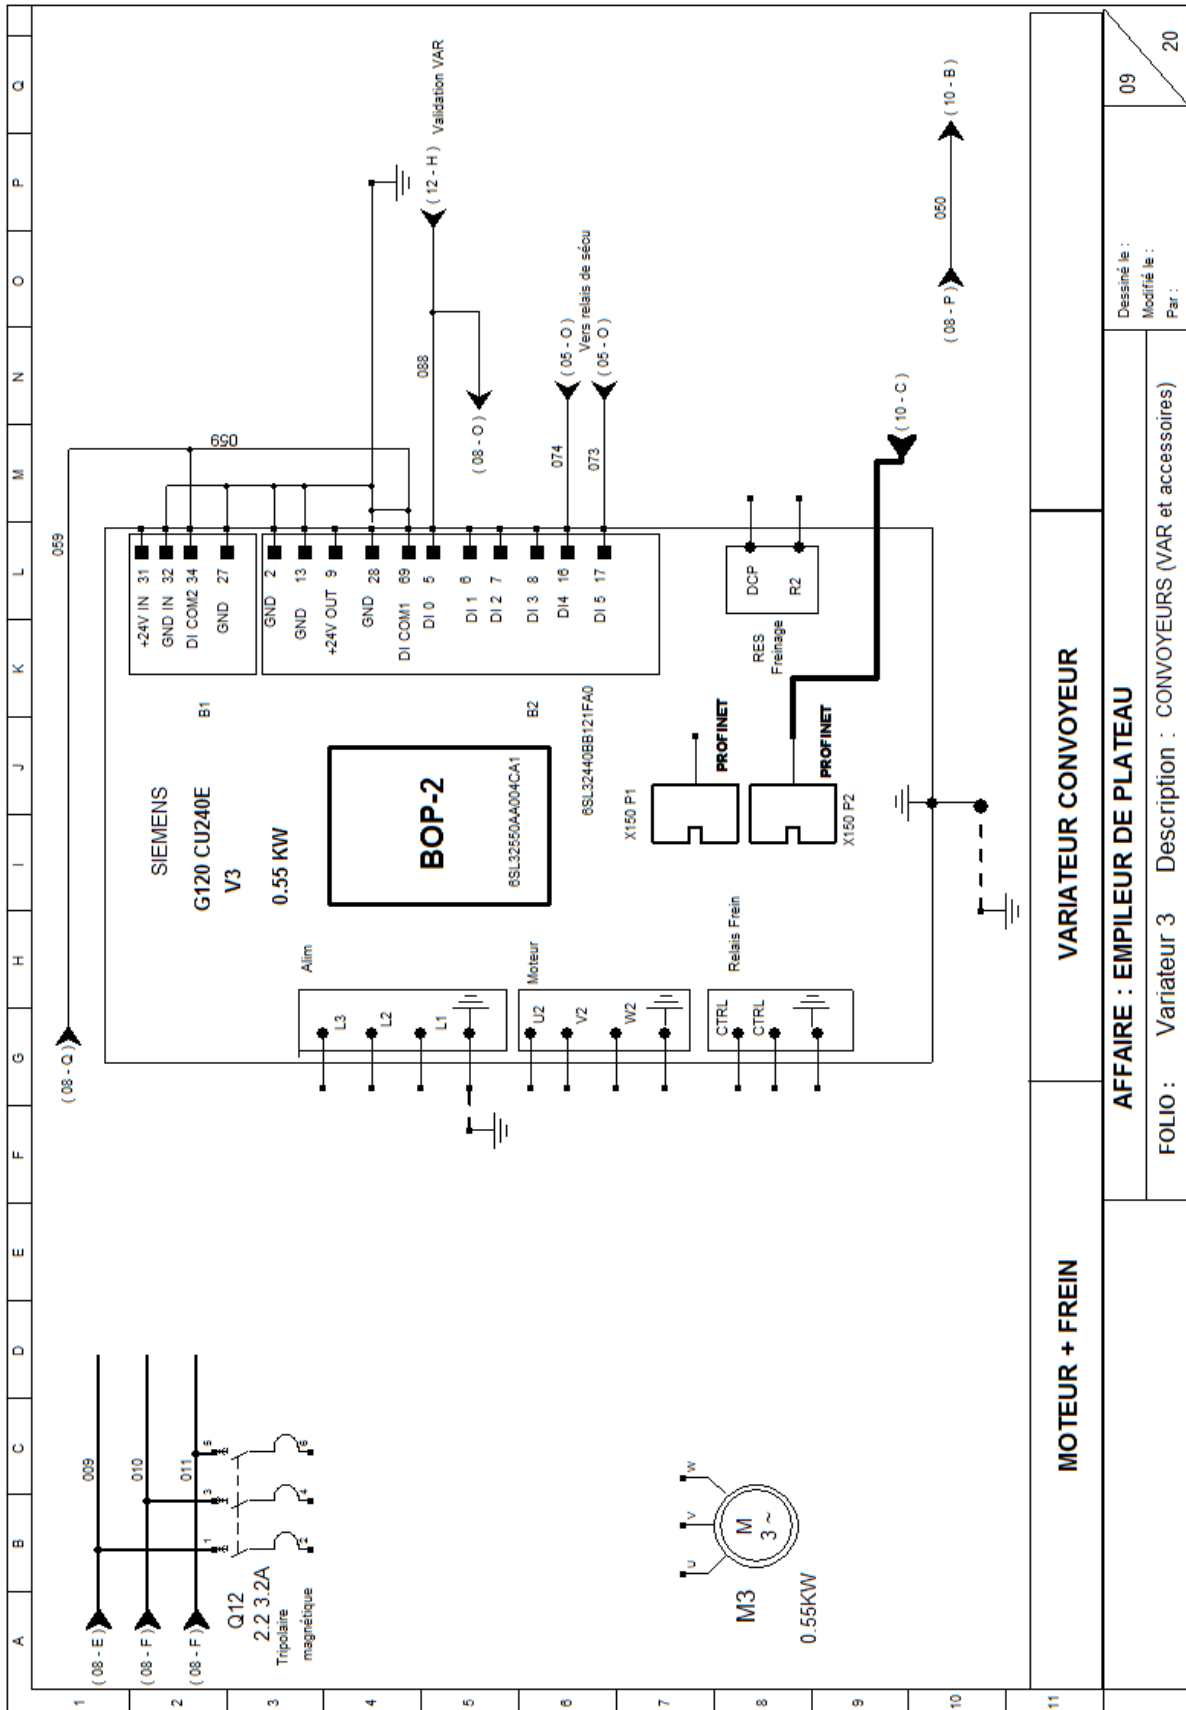 A B C D E F G H I J K L M N O P Q
1
2
3
4
5
6
7
8
9
10
11
( 08 - E )
009
( 08 - F )
010
( 08 - F )
011
1 3 5
2 4 6
Q12
2.2 3.2A
Tripolaire
magnétique
M3
0.55KW
U V W
M
3 ~
( 08 - Q )
059
059
SIEMENS
G120 CU240E
V3
0.55 KW
BOP-2
6SL32550AA004CA1
6SL32440BB121FA0
B1
B2
+24V IN 31
GND IN 32
DI COM2 34
GND 27
GND 2
GND 13
+24V OUT 9
GND 28
DI COM1 69
DI 0 5
DI 1 6
DI 2 7
DI 3 8
DI4 16
DI 5 17
088
( 12 - H ) Validation VAR
( 08 - O )
074
( 05 - O )
Vers relais de sécu
073
( 05 - O )
Alim
L3
L2
L1
Moteur
U2
V2
W2
Relais Frein
CTRL
CTRL
X150 P1
PROFINET
X150 P2
PROFINET
RES
Freinage
DCP
R2
( 10 - C )
( 08 - P )
050
( 10 - B )
MOTEUR + FREIN
VARIATEUR CONVOYEUR
AFFAIRE : EMPILEUR DE PLATEAU
FOLIO : Variateur 3 Description : CONVOYEURS (VAR et accessoires)
Dessiné le :
Modifié le :
Par :
09
20